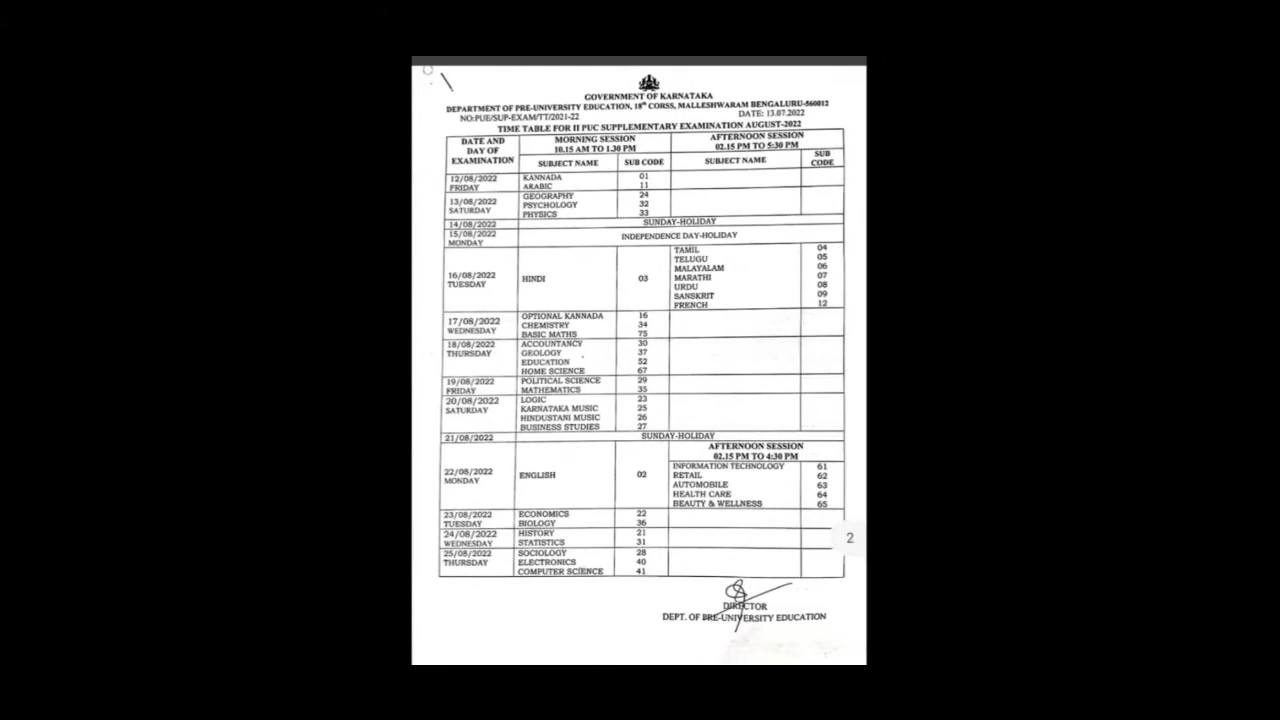 GOVERNMENT OF KARNATAKA
DEPARTMENT OF PRE-UNIVERSITY EDUCATION, 18th CORSS, MALLESHWARAM BENGALURU-560012
NO:PUE/SUP-EXAM/TT/2021-22 DATE: 13.07.2022
TIME TABLE FOR II PUC SUPPLEMENTARY EXAMINATION AUGUST-2022
DATE AND DAY OF EXAMINATION MORNING SESSION 10.15 AM TO 1.30 PM AFTERNOON SESSION 02.15 PM TO 5:30 PM
SUBJECT NAME SUB CODE SUBJECT NAME SUB CODE
12/08/2022 KANNADA 01
FRIDAY ARABIC 11
GEOGRAPHY 24
13/08/2022 PSYCHOLOGY 32
SATURDAY PHYSICS 33
14/08/2022 SUNDAY-HOLIDAY
15/08/2022 INDEPENDENCE DAY-HOLIDAY
MONDAY
TAMIL 04
TELUGU 05
MALAYALAM 06
16/08/2022 HINDI 03 MARATHI 07
TUESDAY URDU 08
SANSKRIT 09
FRENCH 12
OPTIONAL KANNADA 16
17/08/2022 CHEMISTRY 34
WEDNESDAY BASIC MATHS 75
18/08/2022 ACCOUNTANCY 30
THURSDAY GEOLOGY 37
EDUCATION 52
HOME SCIENCE 67
19/08/2022 POLITICAL SCIENCE 29
FRIDAY MATHEMATICS 35
20/08/2022 LOGIC 23
SATURDAY KARNATAKA MUSIC 25
HINDUSTANI MUSIC 26
BUSINESS STUDIES 27
21/08/2022 SUNDAY-HOLIDAY
AFTERNOON SESSION
02.15 PM TO 4:30 PM
22/08/2022 ENGLISH 02 INFORMATION TECHNOLOGY 61
MONDAY RETAIL 62
AUTOMOBILE 63
HEALTH CARE 64
BEAUTY & WELLNESS 65
23/08/2022 ECONOMICS 22
TUESDAY BIOLOGY 36
24/08/2022 HISTORY 21
WEDNESDAY STATISTICS 31
25/08/2022 SOCIOLOGY 28
THURSDAY ELECTRONICS 40
COMPUTER SCIENCE 41
2
DIRECTOR
DEPT. OF PRE-UNIVERSITY EDUCATION